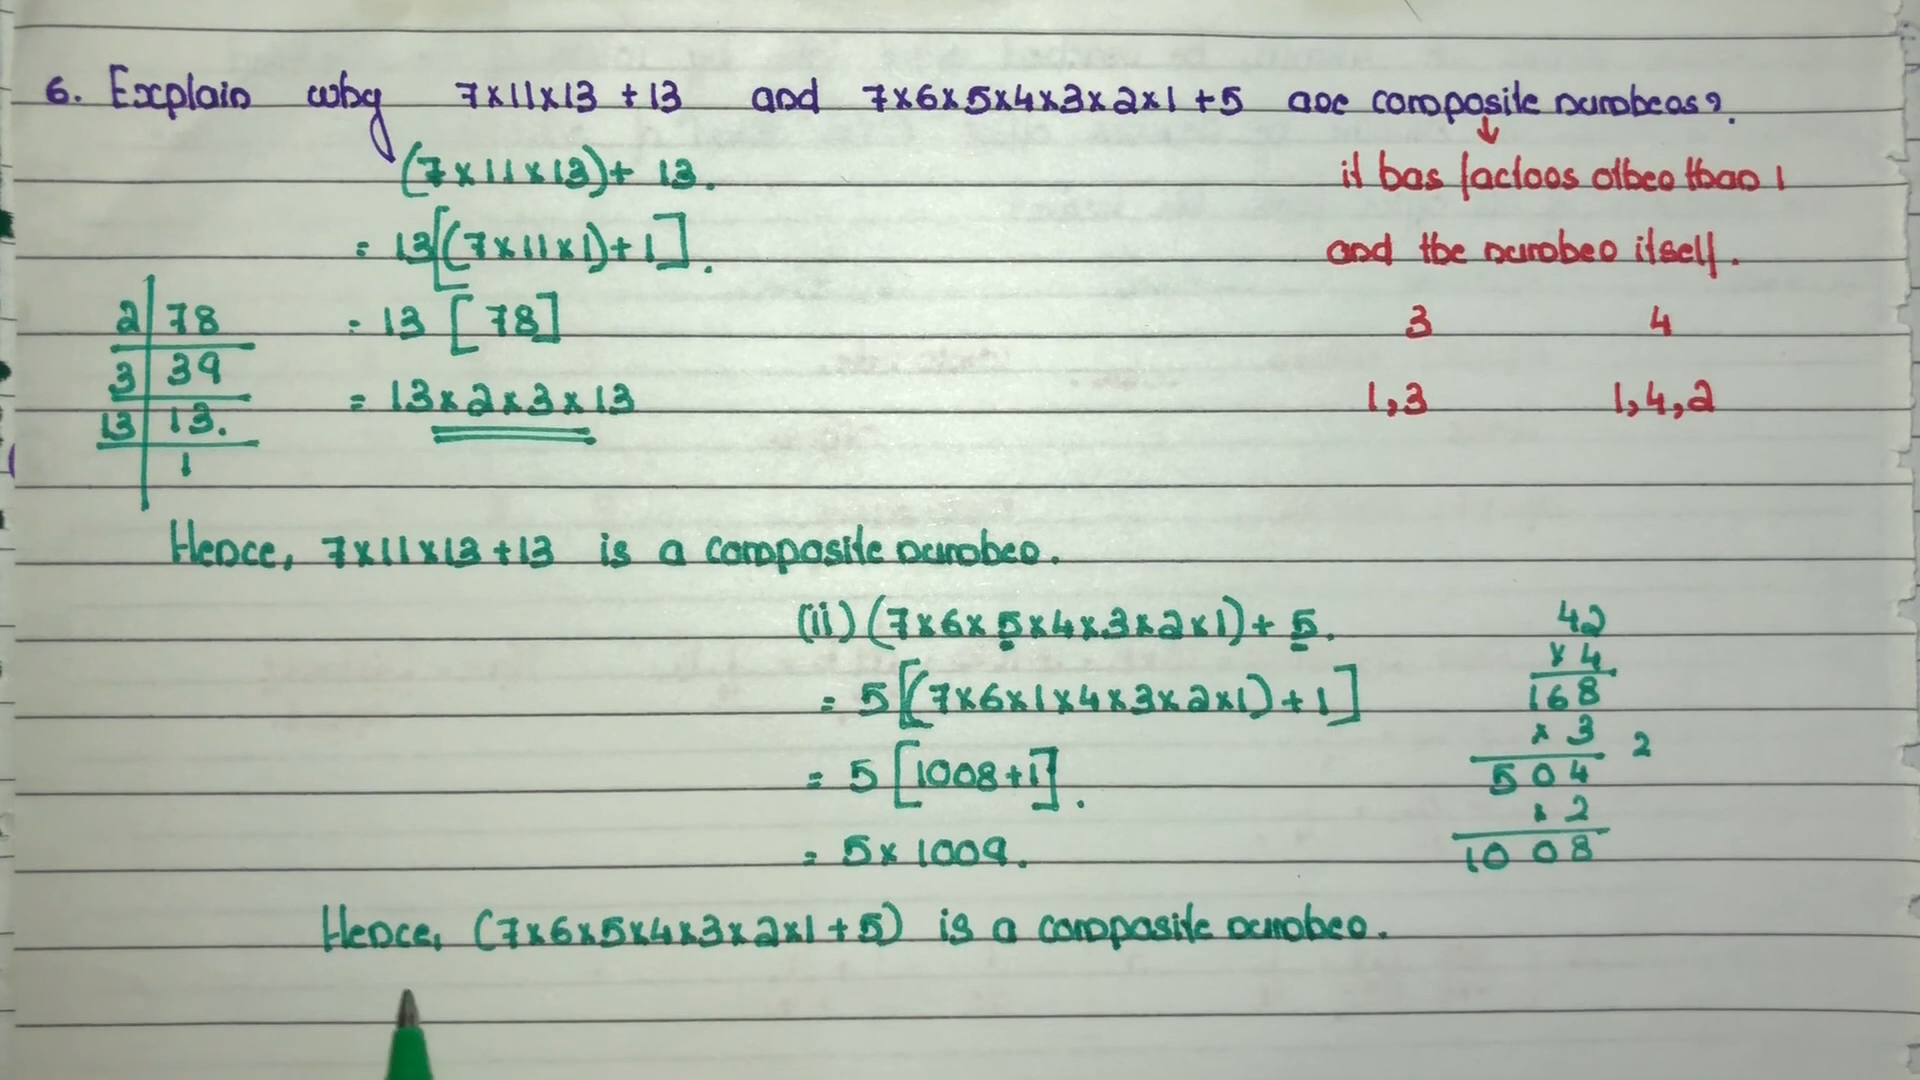 6. Explain why 7×11×13 + 13 and 7×6×5×4×3×2×1 + 5 are composite numbers?
(7×11×13) + 13.
= 13[(7×11×1)+1].
= 13 [78]
= 13×2×3×13
2 | 78
3 | 39
13 | 13.
1
it has factors other than 1
and the number itself.
3 4
1,3 1,4,2
Hence, 7×11×13 +13 is a composite number.
(ii) (7×6×5×4×3×2×1) + 5.
= 5[(7×6×1×4×3×2×1)+1]
= 5[1008+1].
= 5×1009.
42
×4
168
×3 2
504
×2
1008
Hence, (7×6×5×4×3×2×1 + 5) is a composite number.